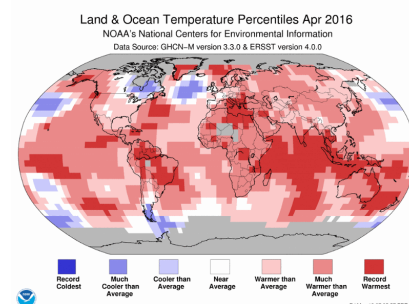 Land & Ocean Temperature Percentiles Apr 2016
NOAA's National Centers for Environmental Information
Data Source: GHCN–M version 3.3.0 & ERSST version 4.0.0
Record Coldest
Much Cooler than Average
Cooler than Average
Near Average
Warmer than Average
Much Warmer than Average
Record Warmest